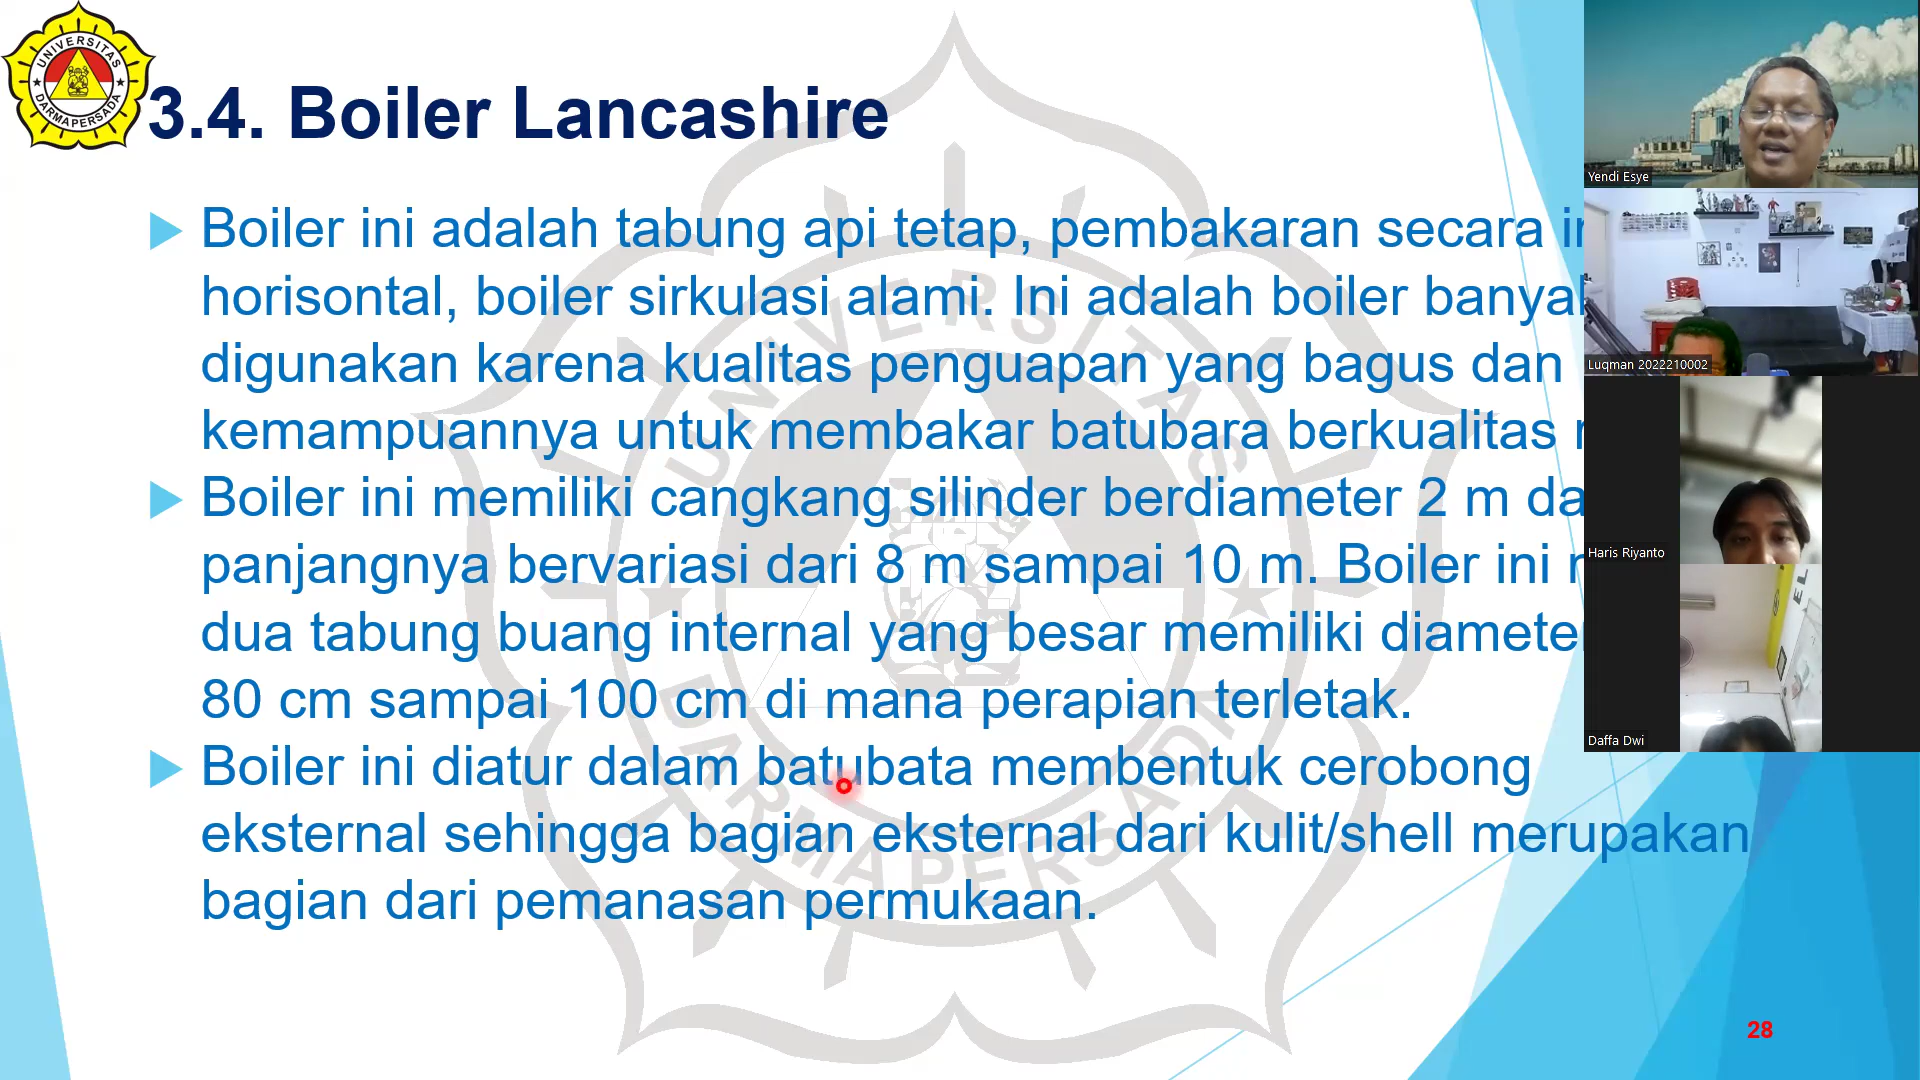 UNIVERSITAS
DARMAPERSADA
3.4. Boiler Lancashire
Boiler ini adalah tabung api tetap, pembakaran secara
horisontal, boiler sirkulasi alami. Ini adalah boiler
digunakan karena kualitas penguapan yang bagus dan
kemampuannya untuk membakar batubara berkualitas
Boiler ini memiliki cangkang silinder berdiameter 2 m
panjangnya bervariasi dari 8 m sampai 10 m. Boiler ini
dua tabung buang internal yang besar memiliki
80 cm sampai 100 cm di mana perapian terletak.
Boiler ini diatur dalam batubata membentuk cerobong
eksternal sehingga bagian eksternal dari kulit/shell merupakan
bagian dari pemanasan permukaan.
UNIVERSITAS
DARMAPERSADA
28
Yendi Esye
Luqman 2022210002
Haris Riyanto
Daffa Dwi